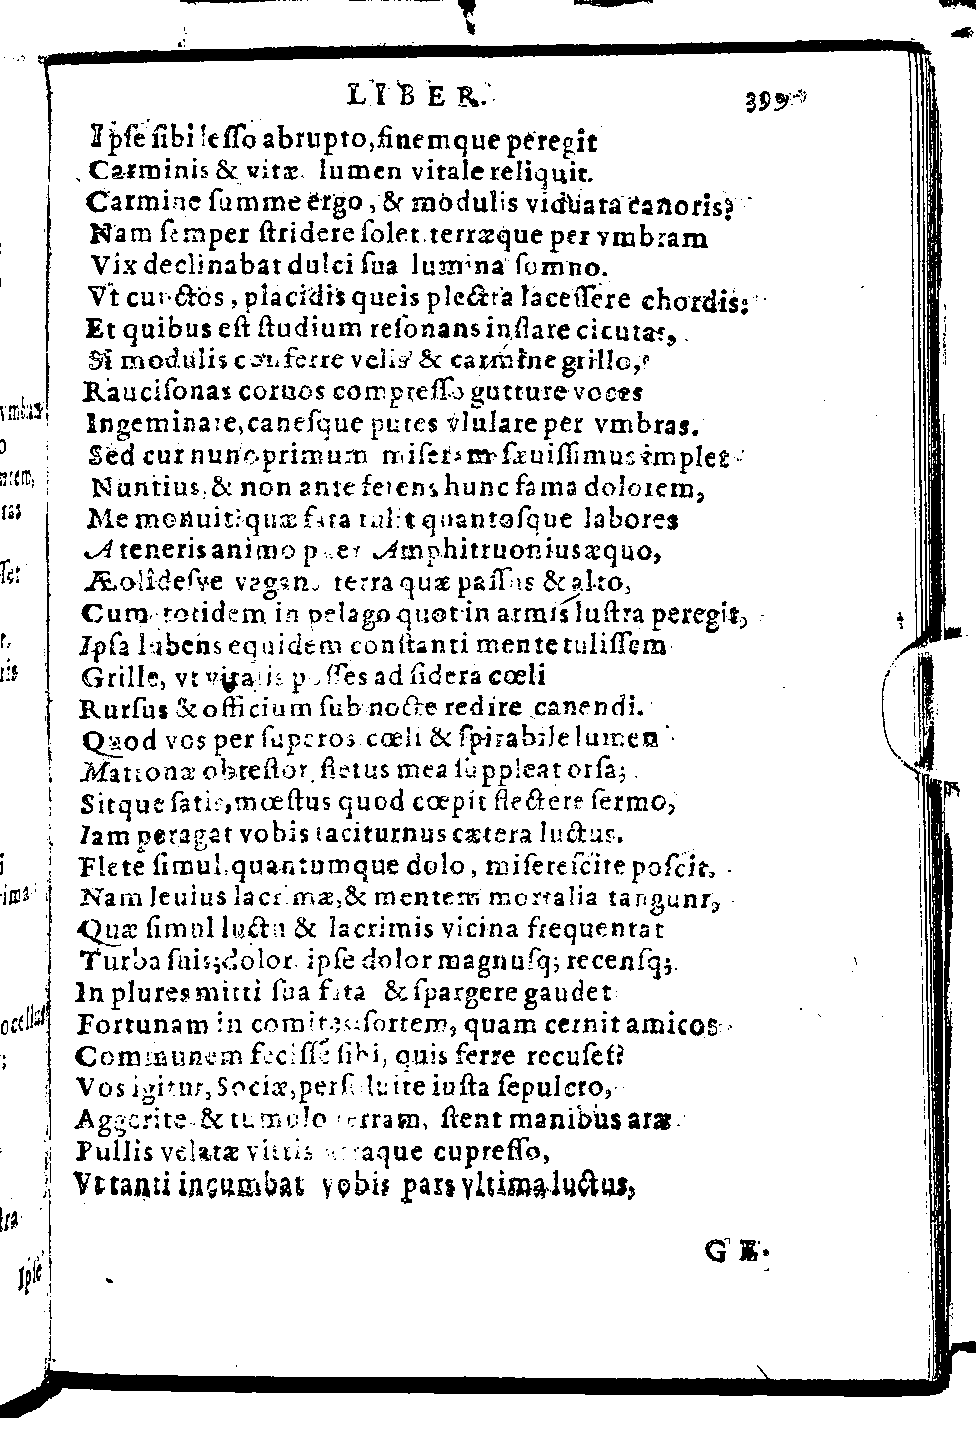 LIBER. 399
Ipſe ſibi leſſo abrupto, finemque peregit
Carminis & vitæ lumen vitale reliquit.
Carmine ſumme ergo, & modulis viduata canoris?
Nam ſemper ſtridere ſolet, terræque per vmbram
Vix declinabat dulci ſua lumina ſomno.
Vt cunctos, placidis queis plectra laceſſere chordis;
Et quibus eſt ſtudium reſonans inflare cicutas,
Si modulis conferre velis & carmine grillo,
Rauciſonas coruos compreſſo gutture voces
Ingeminare, caneſque putes vlulare per vmbras.
Sed cur nunc primum miſeram ſæuiſſimus implet
Nuntius, & non ante ferens hunc fama dolorem,
Me monuit? quæ fata tulit quantoſque labores
A teneris animo Amphitruonius æquo,
Æolideſve terra quæ paſſus & alto,
Cum totidem in pelago quot in armis luſtra peregit,
Ipſa lubens equidem conſtanti mente tuliſſem
Grille, vt poſſes ad ſidera cœli
Rurſus & officium ſub nocte redire canendi.
Quod vos per ſuperos cœli & ſpirabile lumen
Matronæ obteſtor, fletus mea ſuppleat orſa;
Sitque ſatis, mœſtus quod cœpit flectere ſermo,
Iam peragat vobis taciturnus cætera luctus.
Flete ſimul, quantumque dolo, miſereſcite poſcit,
Nam leuius lacrimæ, & mentem mortalia tangunt,
Quæ ſimul luctu & lacrimis vicina frequentat
Turba ſuis; dolor ipſe dolor magnuſq; recenſq;.
In plures mitti ſua fata & ſpargere gaudet
Fortunam in comites: ſortem, quam cernit amicos
Communem feciſſe ſibi, quis ferre recuſet?
Vos igitur, Sociæ, perſoluite iuſta ſepulcro,
Aggerite & tumulo terram, ſtent manibus aræ
Pullis velatæ vittis atraque cupreſſo,
Vt tanti incumbat vobis pars vltima luctus,
GE-